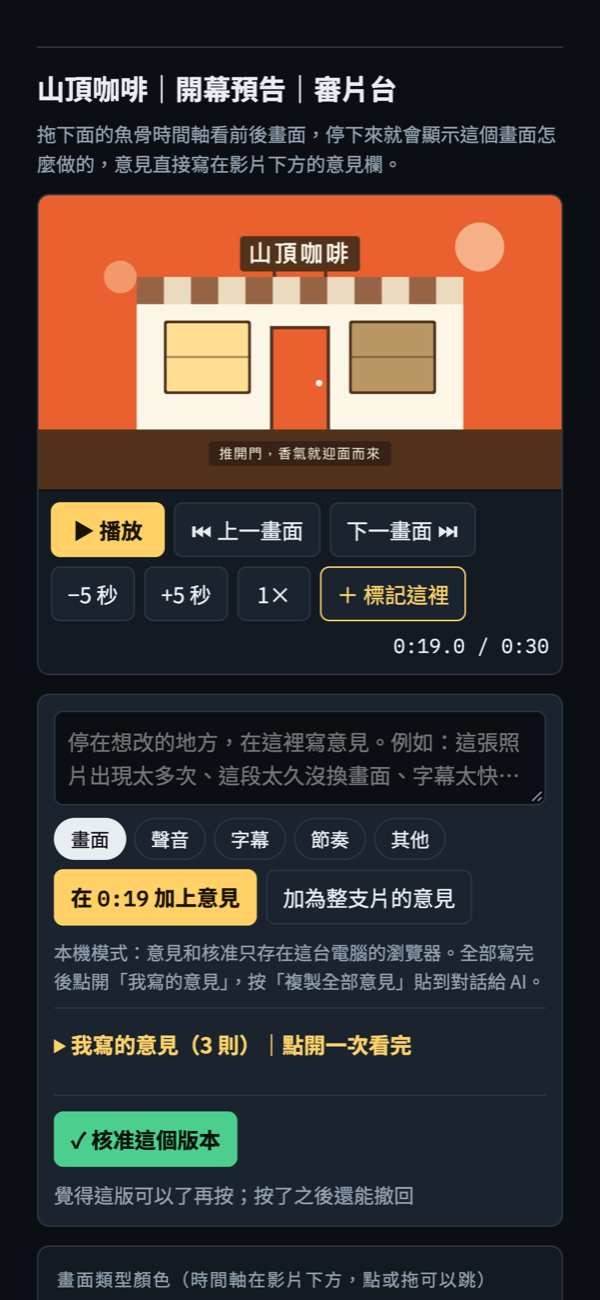 山頂咖啡｜開幕預告｜審片台
拖下面的魚骨時間軸看前後畫面，停下來就會顯示這個畫面怎
麼做的，意見直接寫在影片下方的意見欄。
山頂咖啡
推開門，香氣就迎面而來
▶ 播放
⏮ 上一畫面
下一畫面 ⏭
−5 秒
+5 秒
1×
＋ 標記這裡
0:19.0 / 0:30
停在想改的地方，在這裡寫意見。例如：這張照
片出現太多次、這段太久沒換畫面、字幕太快…
畫面
聲音
字幕
節奏
其他
在 0:19 加上意見
加為整支片的意見
本機模式：意見和核准只存在這台電腦的瀏覽器。全部寫完
後點開「我寫的意見」，按「複製全部意見」貼到對話給 AI。
▶ 我寫的意見（3 則）｜點開一次看完
✓ 核准這個版本
覺得這版可以了再按；按了之後還能撤回
畫面類型顏色（時間軸在影片下方，點或拖可以跳）